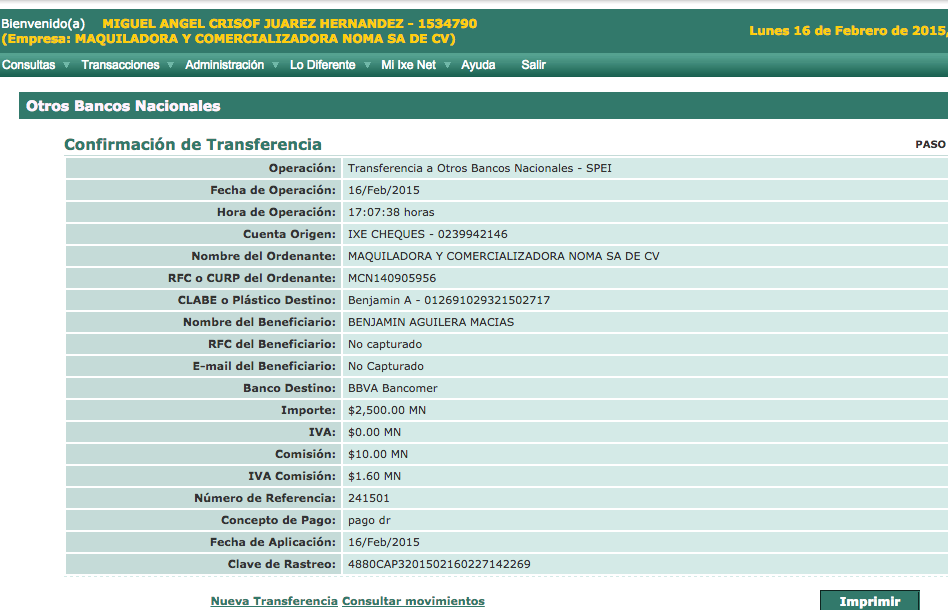 Bienvenido(a) MIGUEL ANGEL CRISOF JUAREZ HERNANDEZ - 1534790
(Empresa: MAQUILADORA Y COMERCIALIZADORA NOMA SA DE CV)
Lunes 16 de Febrero de 2015,
Consultas Transacciones Administración Lo Diferente Mi Ixe Net Ayuda Salir
Otros Bancos Nacionales
Confirmación de Transferencia PASO
Operación: Transferencia a Otros Bancos Nacionales - SPEI
Fecha de Operación: 16/Feb/2015
Hora de Operación: 17:07:38 horas
Cuenta Origen: IXE CHEQUES - 0239942146
Nombre del Ordenante: MAQUILADORA Y COMERCIALIZADORA NOMA SA DE CV
RFC o CURP del Ordenante: MCN140905956
CLABE o Plástico Destino: Benjamin A - 012691029321502717
Nombre del Beneficiario: BENJAMIN AGUILERA MACIAS
RFC del Beneficiario: No capturado
E-mail del Beneficiario: No Capturado
Banco Destino: BBVA Bancomer
Importe: $2,500.00 MN
IVA: $0.00 MN
Comisión: $10.00 MN
IVA Comisión: $1.60 MN
Número de Referencia: 241501
Concepto de Pago: pago dr
Fecha de Aplicación: 16/Feb/2015
Clave de Rastreo: 4880CAP3201502160227142269
Nueva Transferencia Consultar movimientos Imprimir